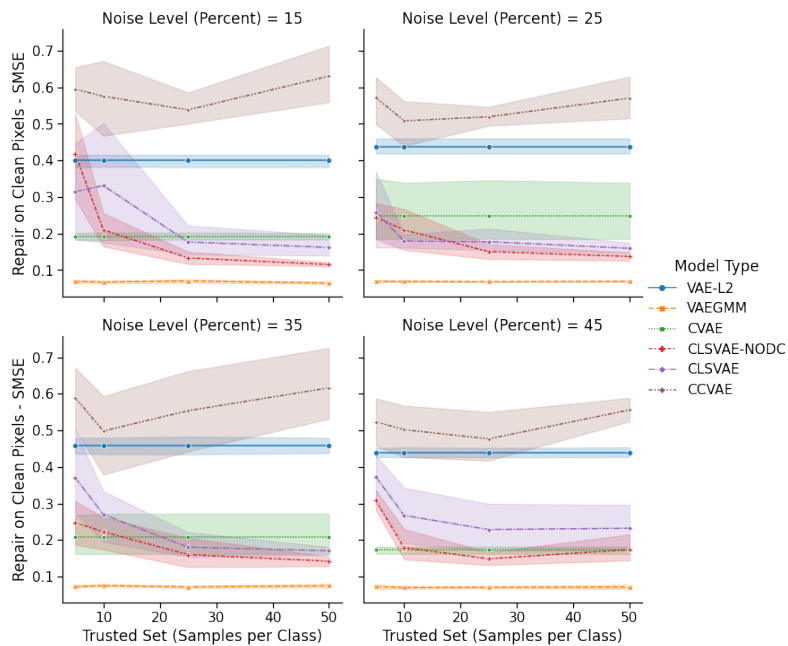 Noise Level (Percent) = 15
Noise Level (Percent) = 25
Repair on Clean Pixels - SMSE
0.7
0.6
0.5
0.4
0.3
0.2
0.1
Noise Level (Percent) = 35
Noise Level (Percent) = 45
Repair on Clean Pixels - SMSE
0.7
0.6
0.5
0.4
0.3
0.2
0.1
10
20
30
40
50
10
20
30
40
50
Trusted Set (Samples per Class)
Trusted Set (Samples per Class)
Model Type
VAE-L2
VAEGMM
CVAE
CLSVAE-NODC
CLSVAE
CCVAE